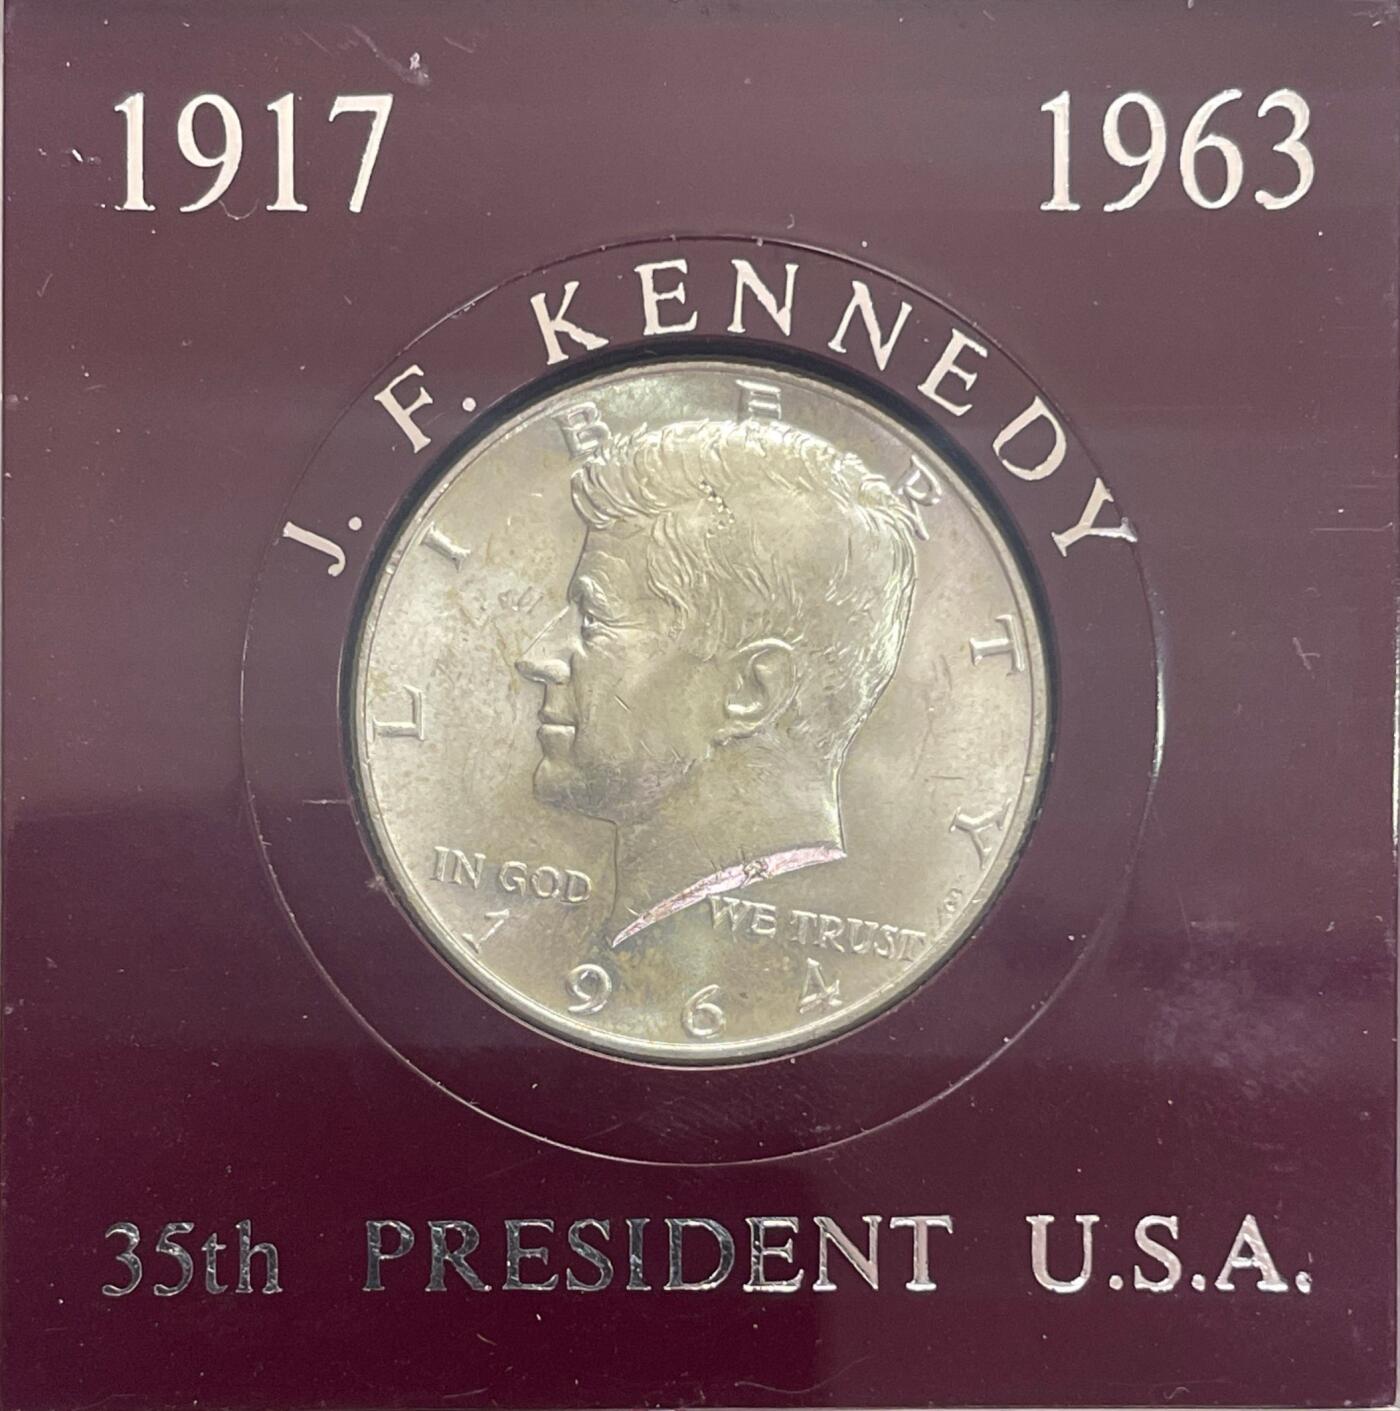 1917 1963
J. F. KENNEDY
LIBERTY
IN GOD WE TRUST
1964
35th PRESIDENT U.S.A.